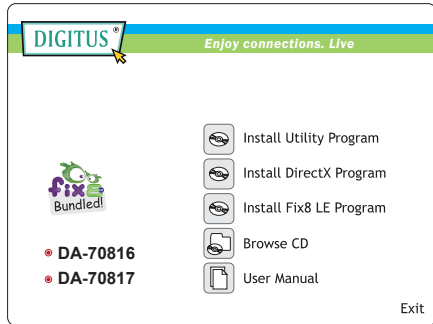 DIGITUS®
Enjoy connections. Live
Install Utility Program
Install DirectX Program
fix8
Bundled!
Install Fix8 LE Program
Browse CD
DA-70816
DA-70817
User Manual
Exit